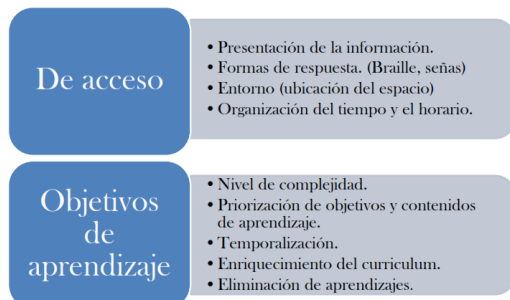 De acceso
• Presentación de la información.
• Formas de respuesta. (Braille, señas)
• Entorno (ubicación del espacio)
• Organización del tiempo y el horario.
Objetivos
de
aprendizaje
• Nivel de complejidad.
• Priorización de objetivos y contenidos
de aprendizaje.
• Temporalización.
• Enriquecimiento del curriculum.
• Eliminación de aprendizajes.